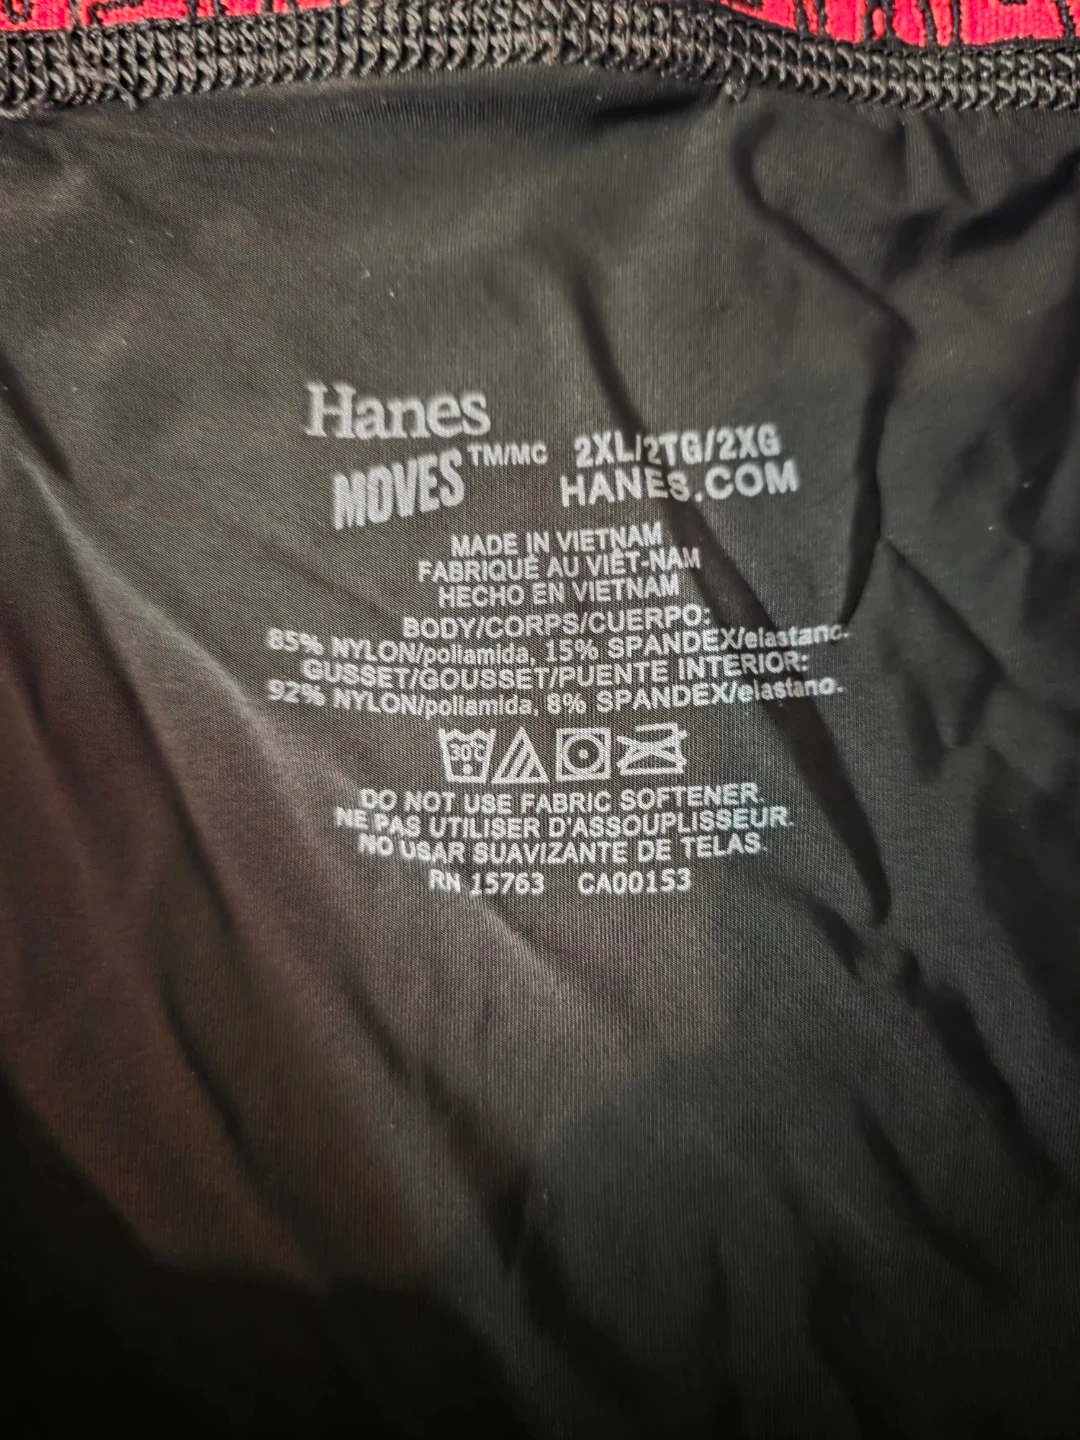 Hanes
MOVES TM/MC 2XL/2TG/2XG
HANES.COM
MADE IN VIETNAM
FABRIQUÉ AU VIÊT-NAM
HECHO EN VIETNAM
BODY/CORPS/CUERPO:
85% NYLON/poliamida, 15% SPANDEX/elastano.
GUSSET/GOUSSET/PUENTE INTERIOR:
92% NYLON/poliamida, 8% SPANDEX/elastano.
30°C
DO NOT USE FABRIC SOFTENER.
NE PAS UTILISER D'ASSOUPLISSEUR.
NO USAR SUAVIZANTE DE TELAS.
RN 15763 CA00153